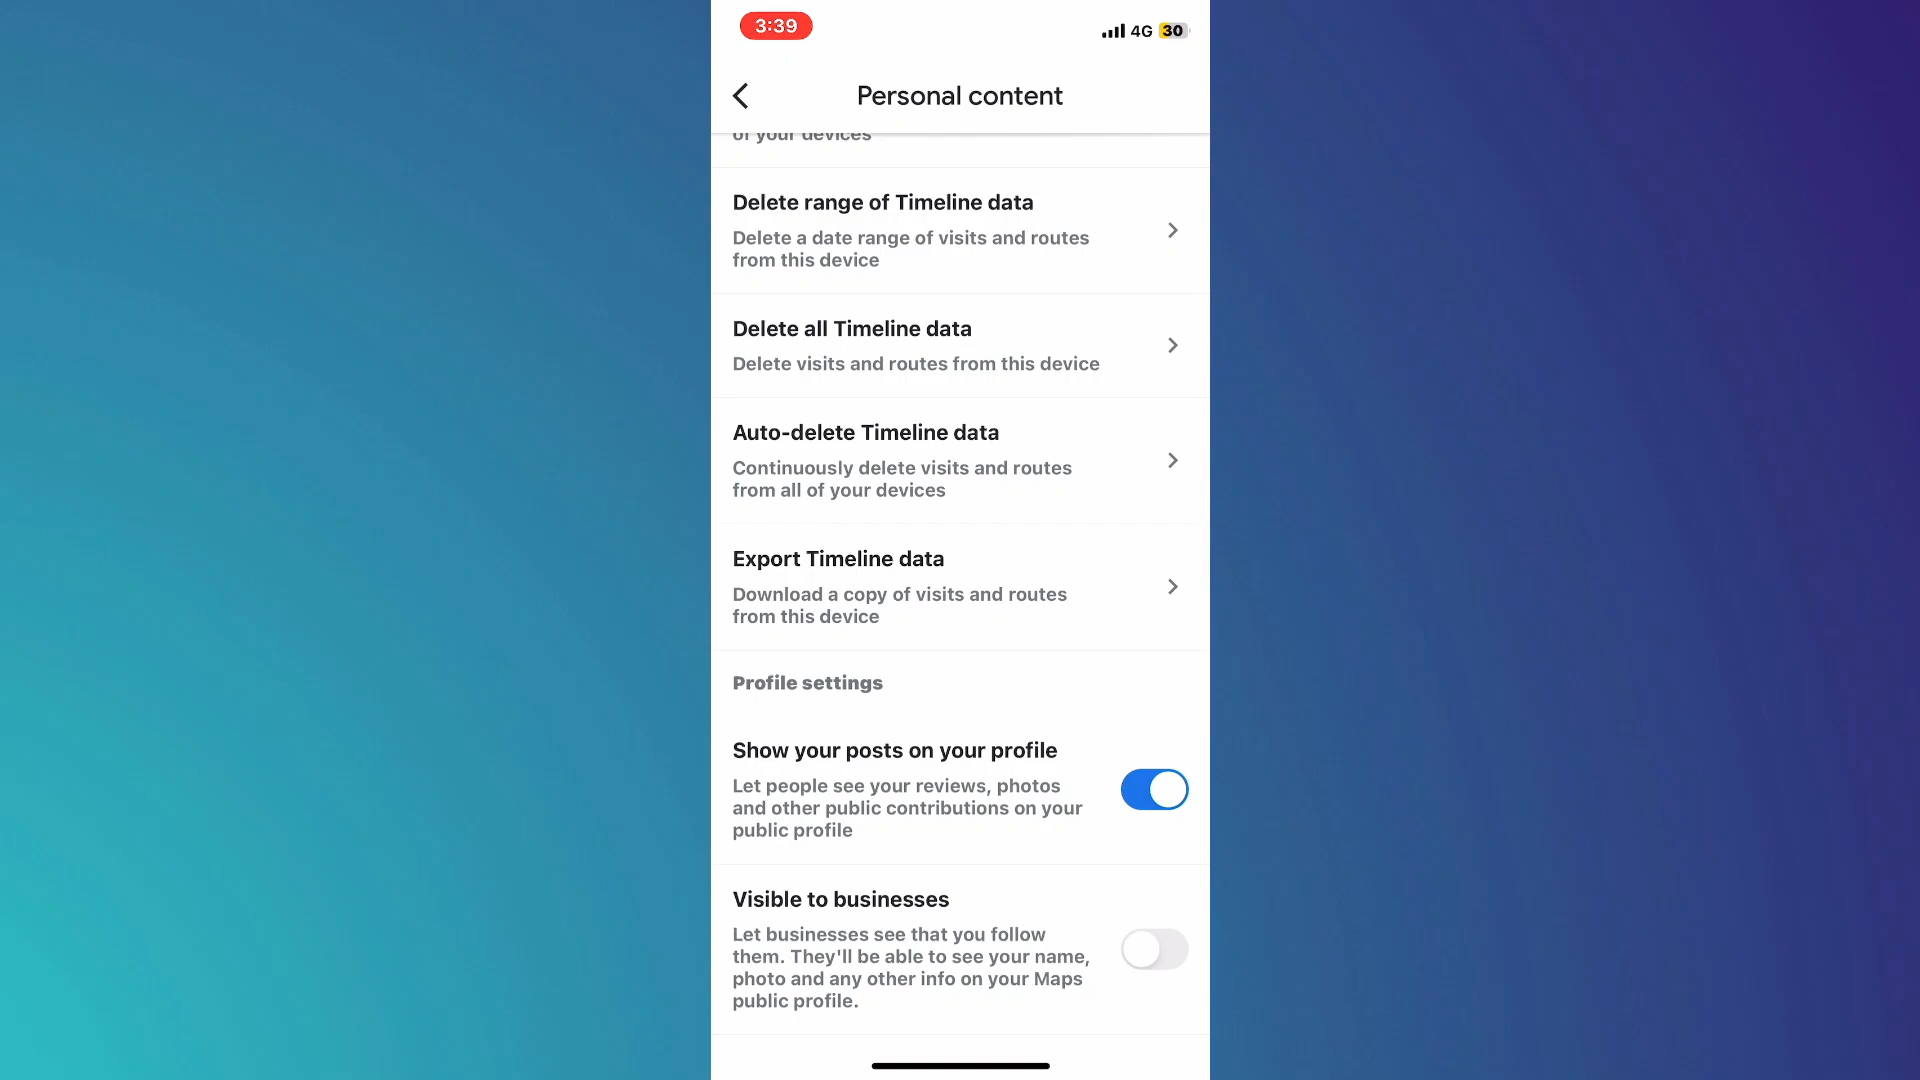 3:39
4G 30
Personal content
of your devices
Delete range of Timeline data
Delete a date range of visits and routes
from this device
Delete all Timeline data
Delete visits and routes from this device
Auto-delete Timeline data
Continuously delete visits and routes
from all of your devices
Export Timeline data
Download a copy of visits and routes
from this device
Profile settings
Show your posts on your profile
Let people see your reviews, photos
and other public contributions on your
public profile
Visible to businesses
Let businesses see that you follow
them. They'll be able to see your name,
photo and any other info on your Maps
public profile.